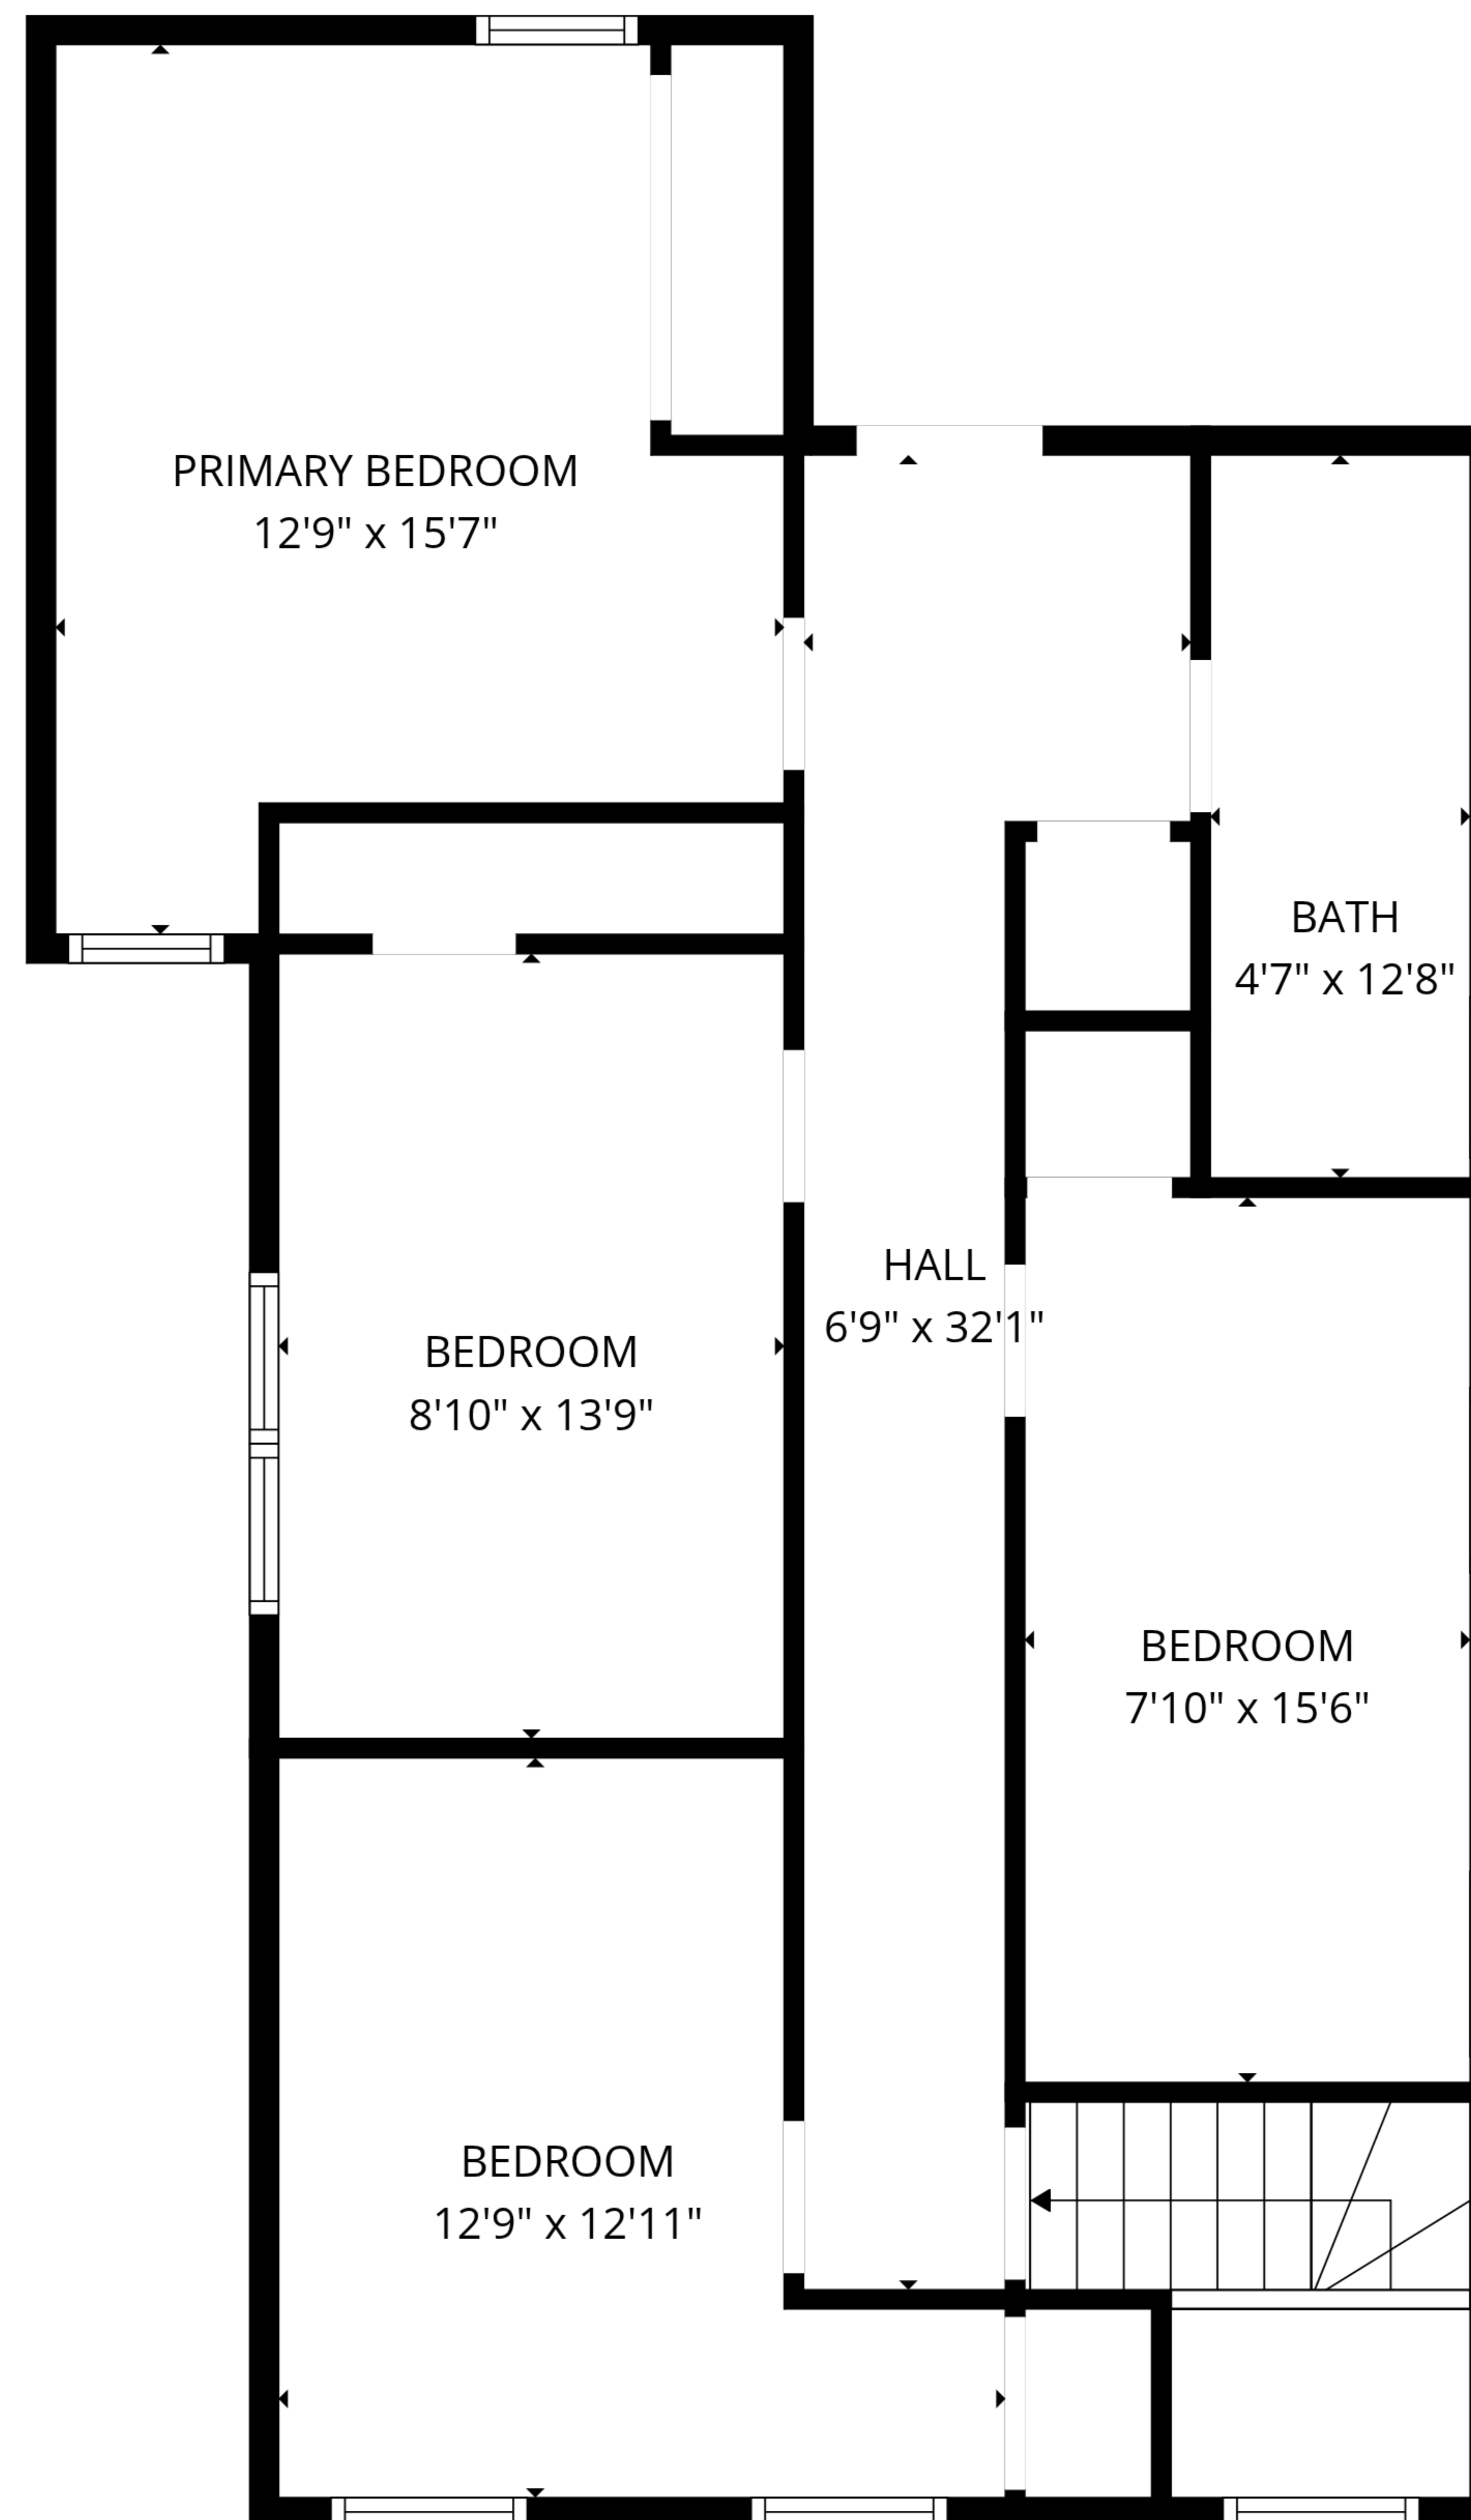 PRIMARY BEDROOM
12'9" x 15'7"
BATH
4'7" x 12'8"
HALL
6'9" x 32'1"
BEDROOM
8'10" x 13'9"
BEDROOM
7'10" x 15'6"
BEDROOM
12'9" x 12'11"